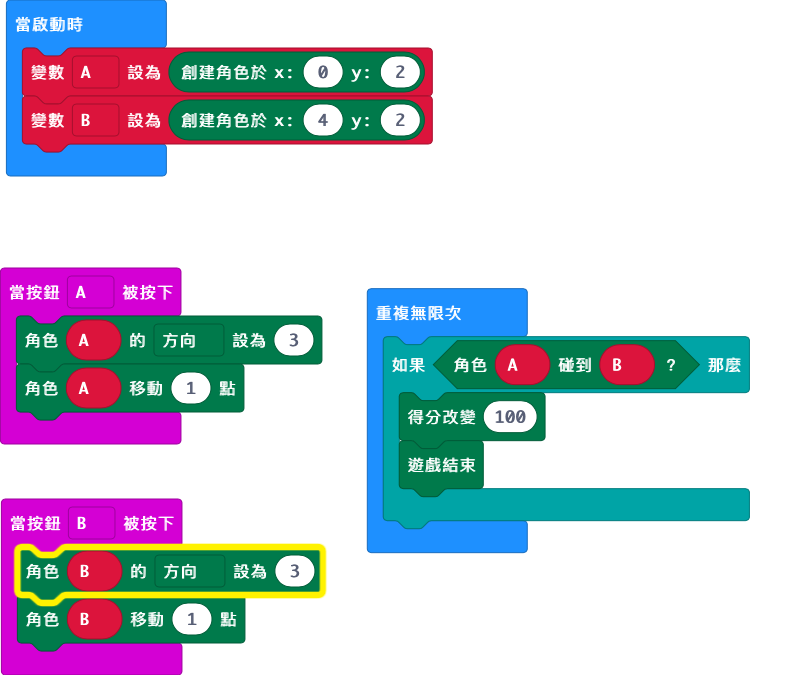 當啟動時
變數 A 設為 創建角色於 x: 0 y: 2
變數 B 設為 創建角色於 x: 4 y: 2
當按鈕 A 被按下
角色 A 的 方向 設為 3
角色 A 移動 1 點
重複無限次
如果 角色 A 碰到 B ? 那麼
得分改變 100
遊戲結束
當按鈕 B 被按下
角色 B 的 方向 設為 3
角色 B 移動 1 點